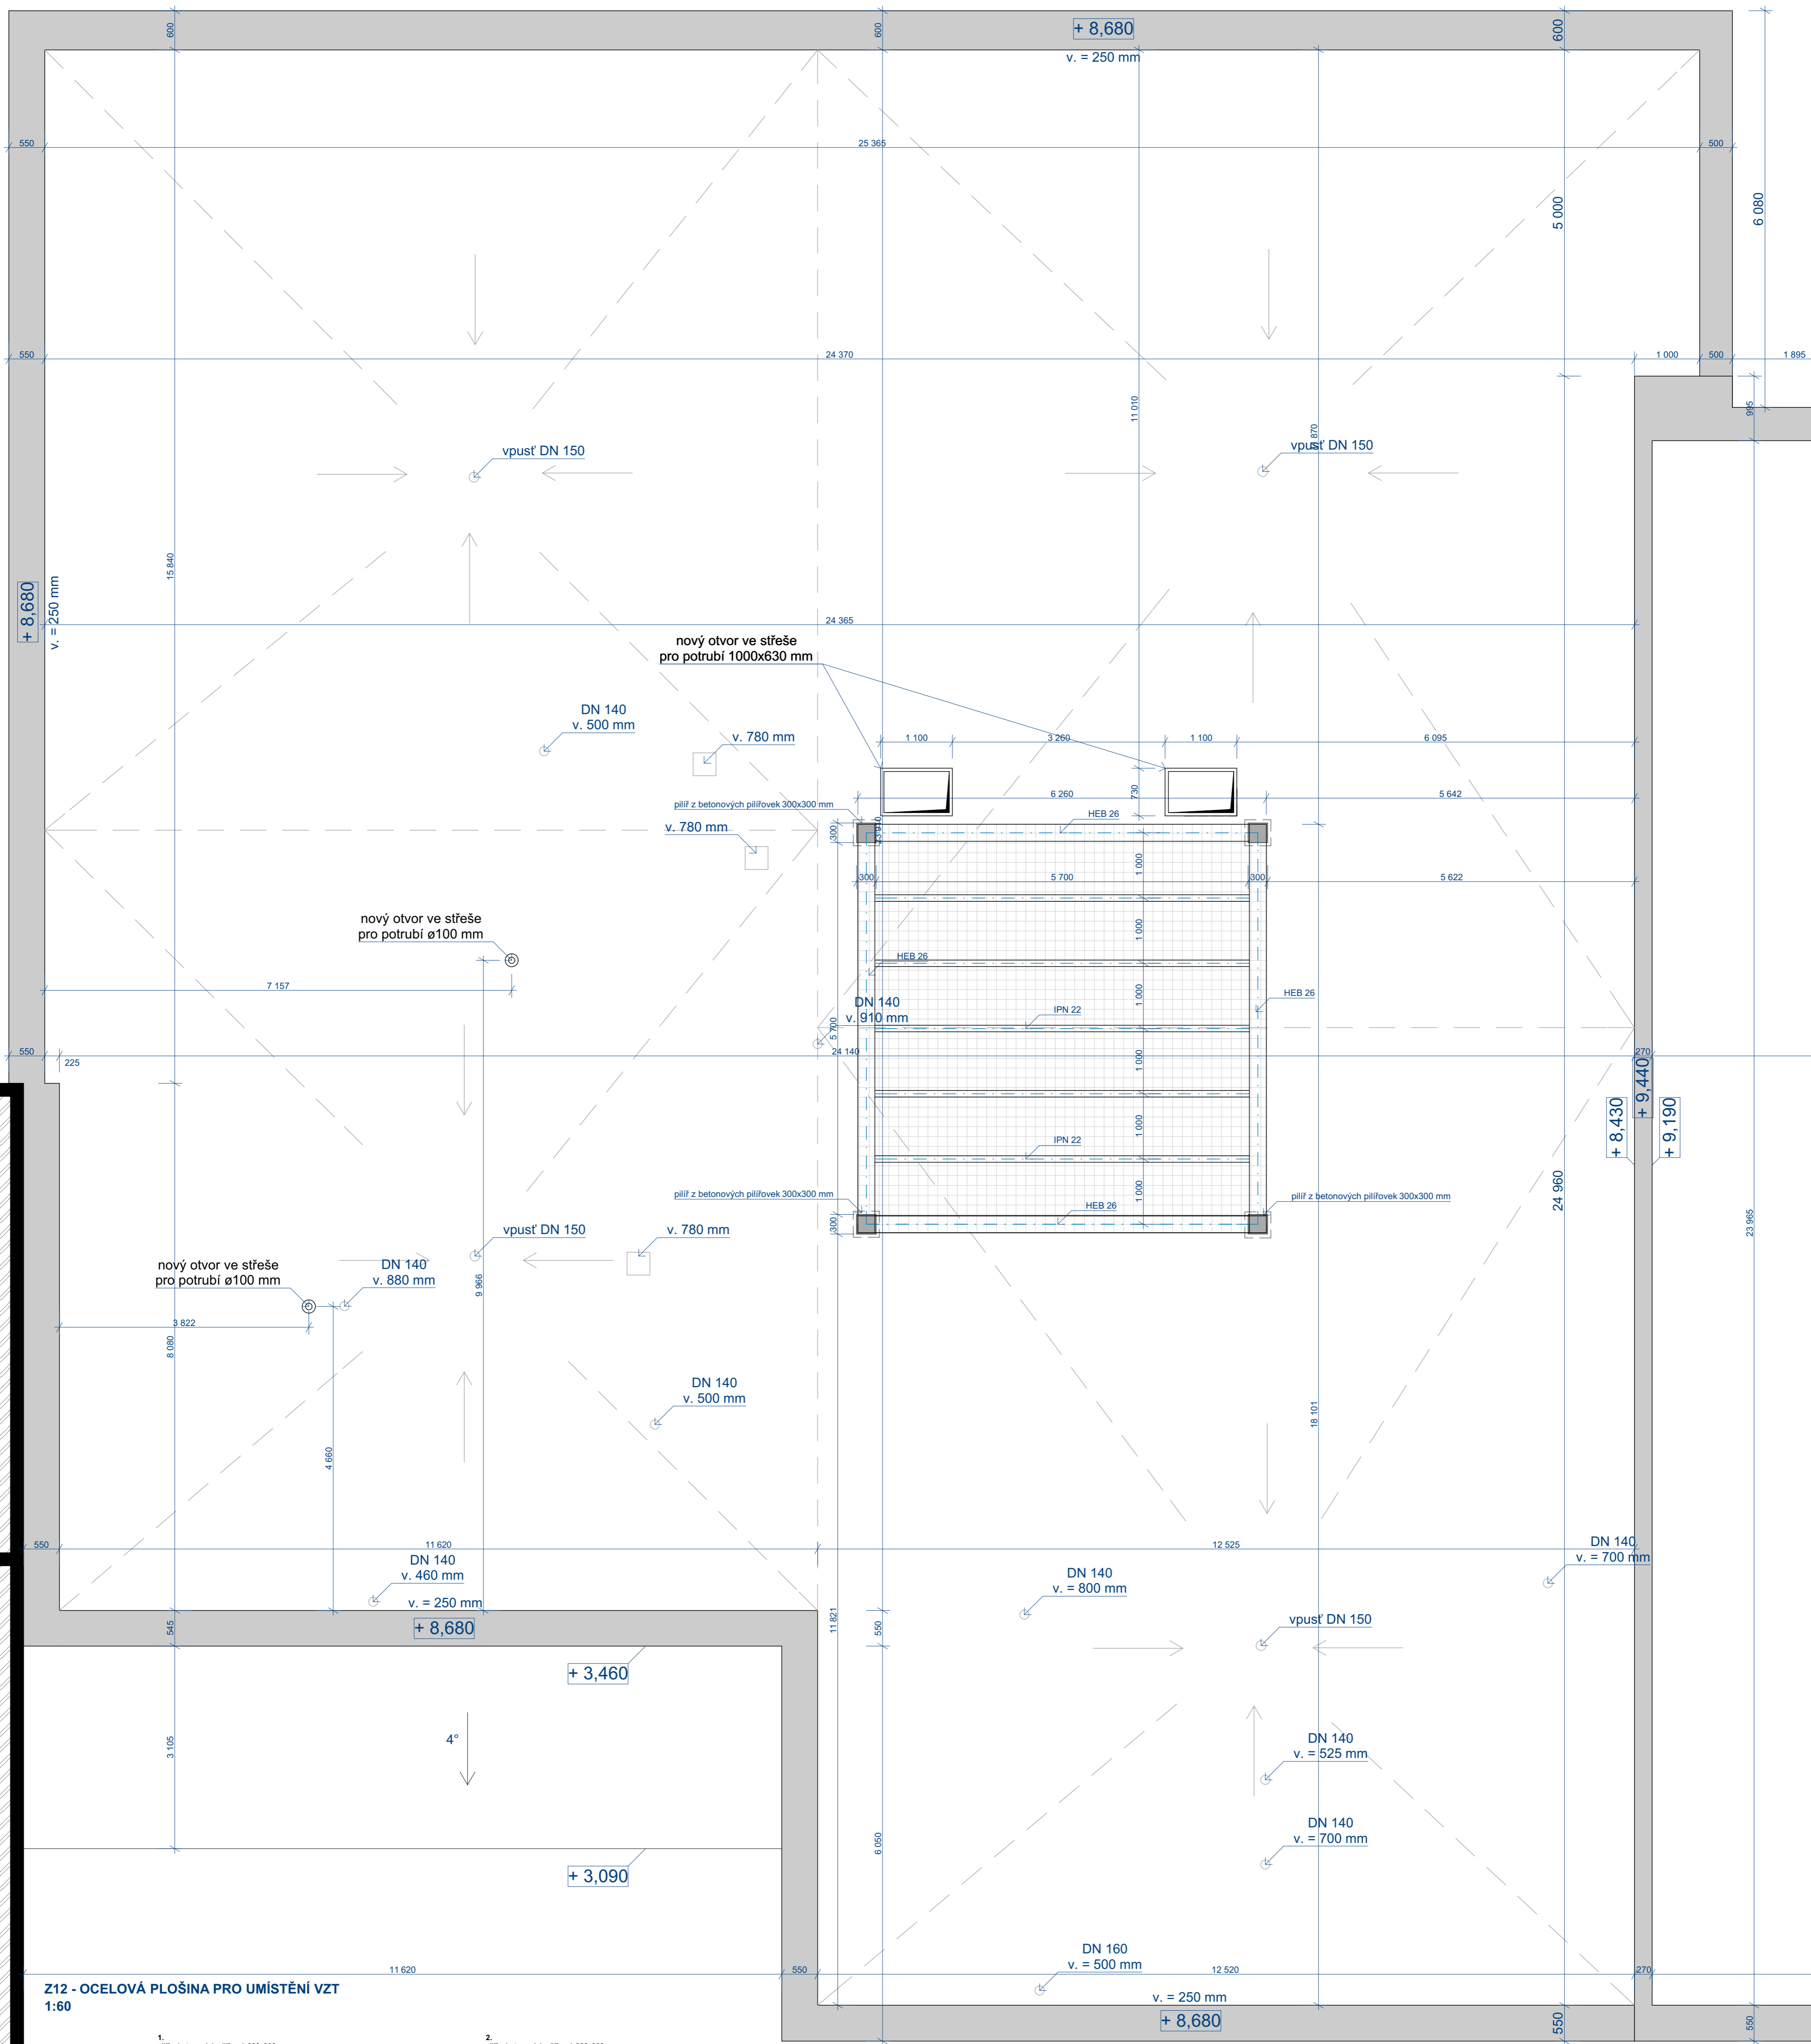 600
600
+ 8,680
v. = 250 mm
600
550
25 365
500
5 000
6 080
550
24 370
1 000
500
1 895
995
11 010
vpusť DN 150
vpusť DN 150
15 840
+ 8,680
v. = 250 mm
24 365
nový otvor ve střeše
pro potrubí 1000x630 mm
DN 140
v. 500 mm
v. 780 mm
1 100
3 260
1 100
6 095
730
6 260
5 642
pilíř z betonových pilířovek 300x300 mm
300
23 910
HEB 26
v. 780 mm
1 000
300
5 700
300
5 622
nový otvor ve střeše
pro potrubí ø100 mm
1 000
HEB 26
7 157
1 000
HEB 26
DN 140
v. 910 mm
IPN 22
5 700
24 140
550
225
1 000
270
+ 9,440
+ 8,430
+ 9,190
1 000
IPN 22
1 000
24 960
23 965
pilíř z betonových pilířovek 300x300 mm
pilíř z betonových pilířovek 300x300 mm
HEB 26
300
vpusť DN 150
v. 780 mm
nový otvor ve střeše
pro potrubí ø100 mm
DN 140
v. 880 mm
9 966
3 822
8 080
DN 140
v. 500 mm
18 101
4 660
550
11 620
12 525
DN 140
v. = 700 mm
DN 140
v. 460 mm
DN 140
v. = 800 mm
v. = 250 mm
+ 8,680
545
11 821
550
vpusť DN 150
+ 3,460
4°
3 105
DN 140
v. = 525 mm
DN 140
v. = 700 mm
6 050
+ 3,090
DN 160
v. = 500 mm
11 620
550
12 520
270
Z12 - OCELOVÁ PLOŠINA PRO UMÍSTĚNÍ VZT
1:60
v. = 250 mm
+ 8,680
550
550
1.
2.